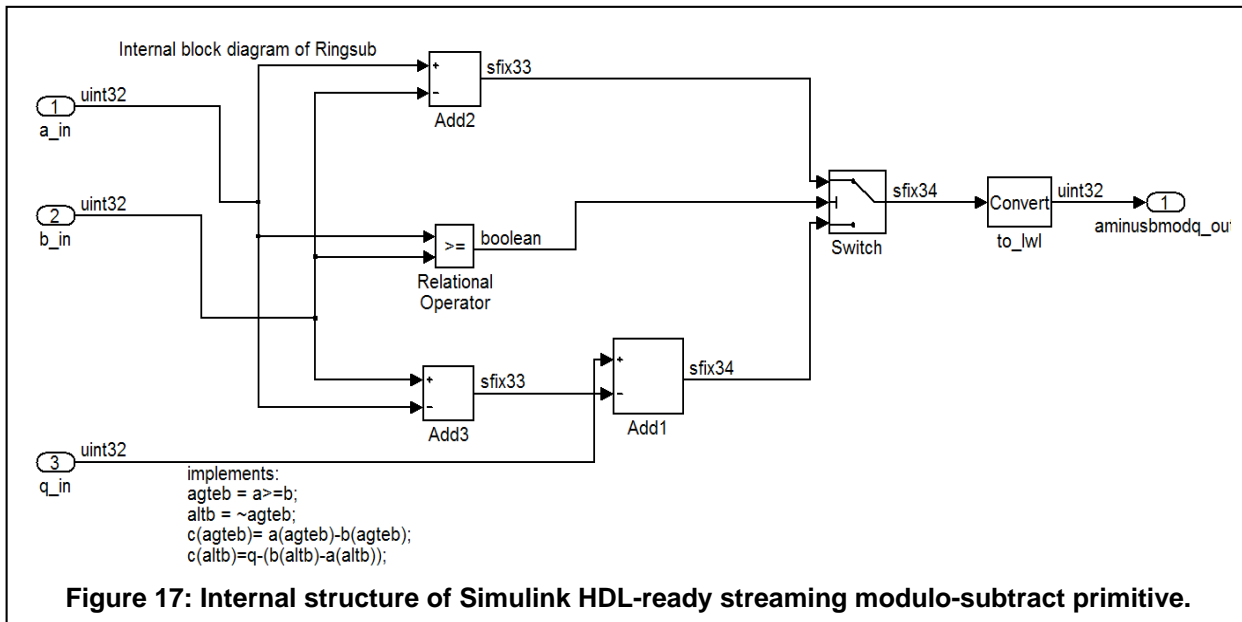 Internal block diagram of Ringsub
+
-
sfix33
Add2
uint32
1
a_in
uint32
2
b_in
>=
boolean
Relational
Operator
Switch
sfix34
Convert
to_lwl
uint32
1
aminusbmodq_out
+
-
sfix33
Add3
+
-
sfix34
Add1
uint32
3
q_in
implements:
agteb = a>=b;
altb = ~agteb;
c(agteb)= a(agteb)-b(agteb);
c(altb)=q-(b(altb)-a(altb));
Figure 17: Internal structure of Simulink HDL-ready streaming modulo-subtract primitive.